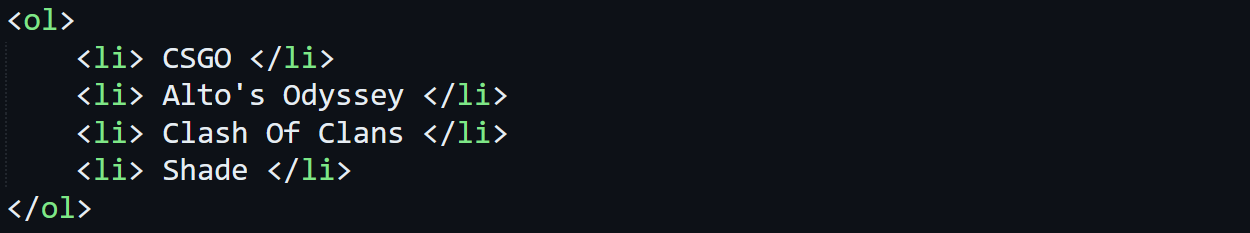 <ol>
    <li> CSGO </li>
    <li> Alto's Odyssey </li>
    <li> Clash Of Clans </li>
    <li> Shade </li>
</ol>